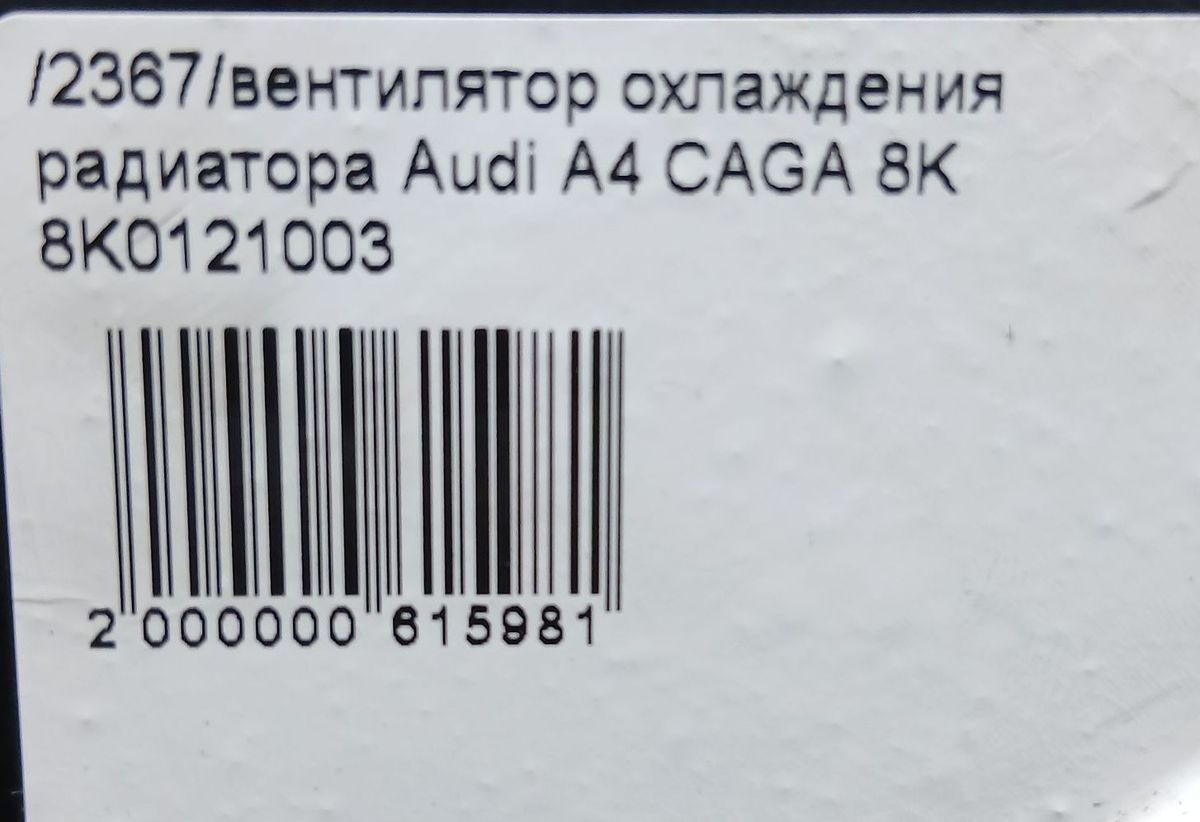 /2367/вентилятор охлаждения
радиатора Audi A4 CAGA 8K
8K0121003
2 000000 615981